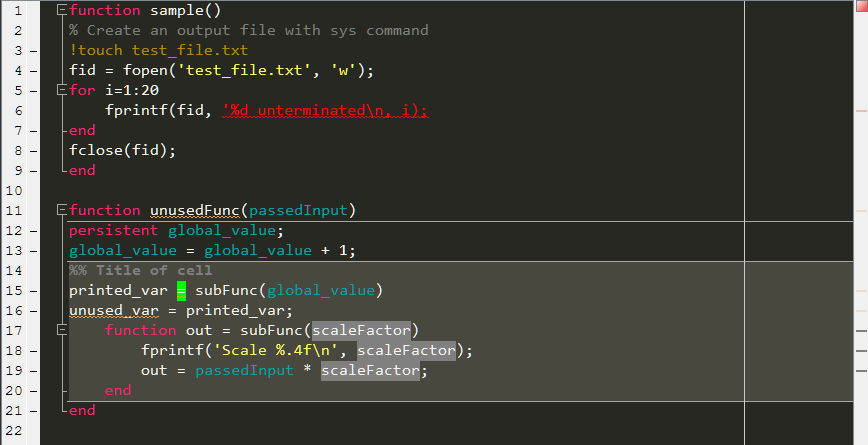 1 function sample()
2 % Create an output file with sys command
3 !touch test_file.txt
4 fid = fopen('test_file.txt', 'w');
5 for i=1:20
6 fprintf(fid, '%d unterminated\n, i);
7 end
8 fclose(fid);
9 end
10
11 function unusedFunc(passedInput)
12 persistent global_value;
13 global_value = global_value + 1;
14 %% Title of cell
15 printed_var = subFunc(global_value)
16 unused_var = printed_var;
17 function out = subFunc(scaleFactor)
18 fprintf('Scale %.4f\n', scaleFactor);
19 out = passedInput * scaleFactor;
20 end
21 end
22